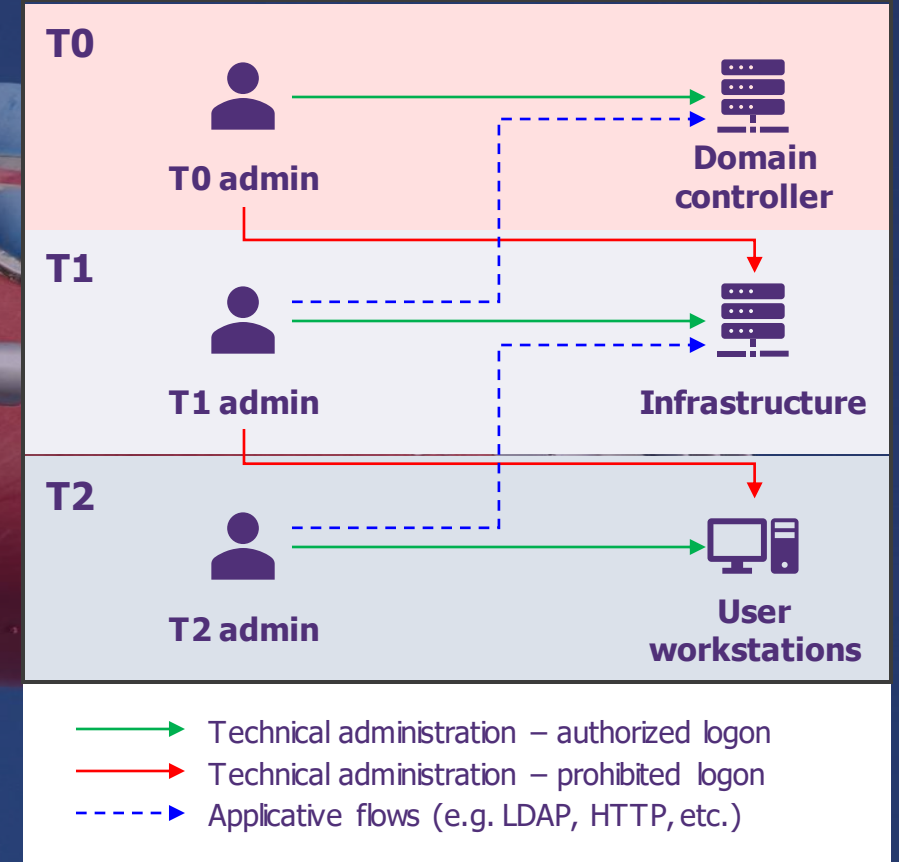 T0
T0 admin
Domain
controller
T1
T1 admin
Infrastructure
T2
T2 admin
User
workstations
Technical administration – authorized logon
Technical administration – prohibited logon
Applicative flows (e.g. LDAP, HTTP, etc.)